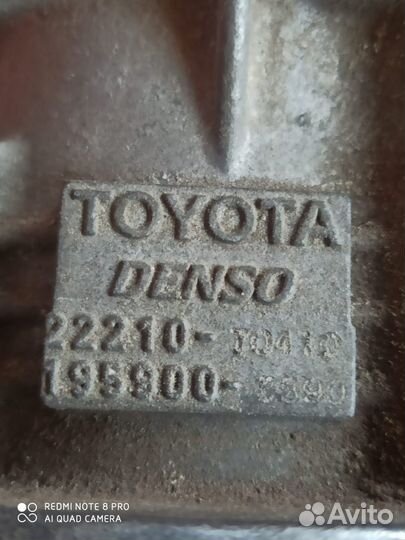 TOYOTA
DENSO
22210-
195900-
REDMI NOTE 8 PRO
AI QUAD CAMERA
Avito